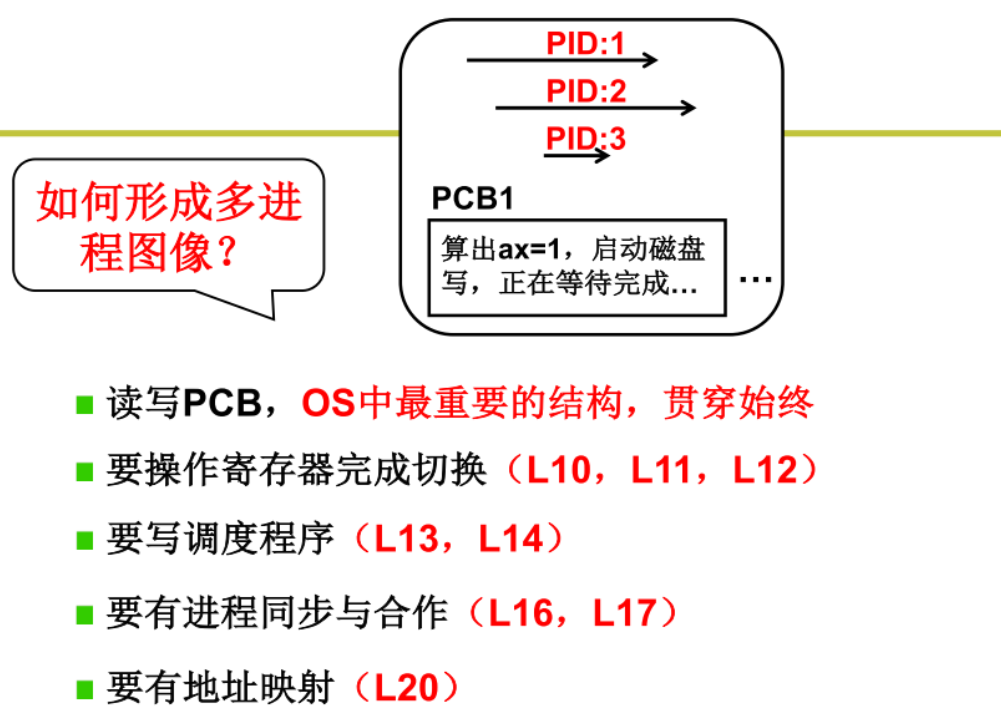 PID:1
PID:2
PID:3
如何形成多进
程图像？
PCB1
算出ax=1，启动磁盘
写，正在等待完成...
...
读写PCB，OS中最重要的结构，贯穿始终
要操作寄存器完成切换（L10，L11，L12）
要写调度程序（L13，L14）
要有进程同步与合作（L16，L17）
要有地址映射（L20）